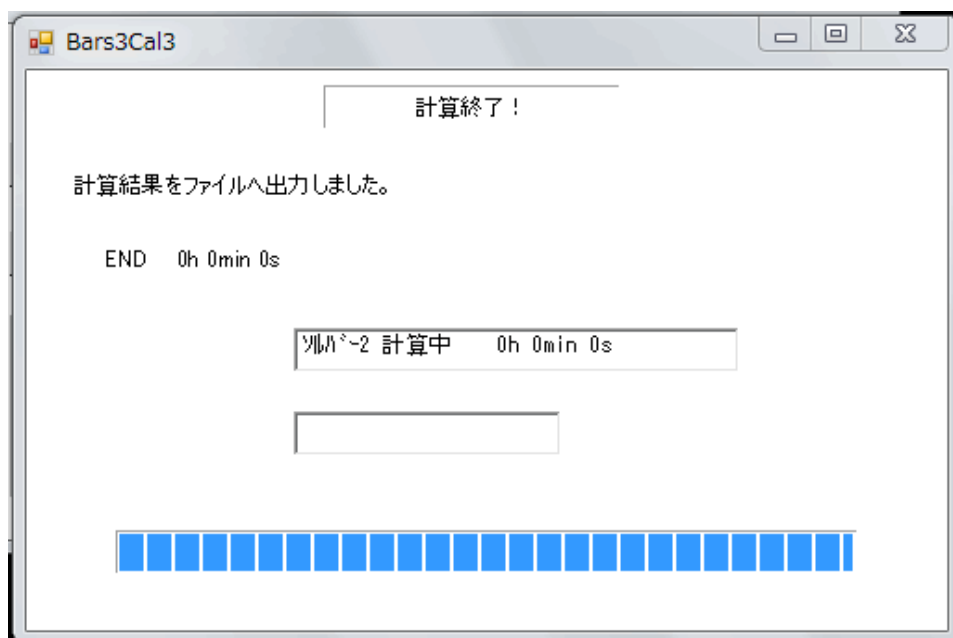 Bars3Cal3
計算終了！
計算結果をファイルへ出力しました。
END 0h 0min 0s
ｿﾙﾊﾞｰ2 計算中 0h 0min 0s